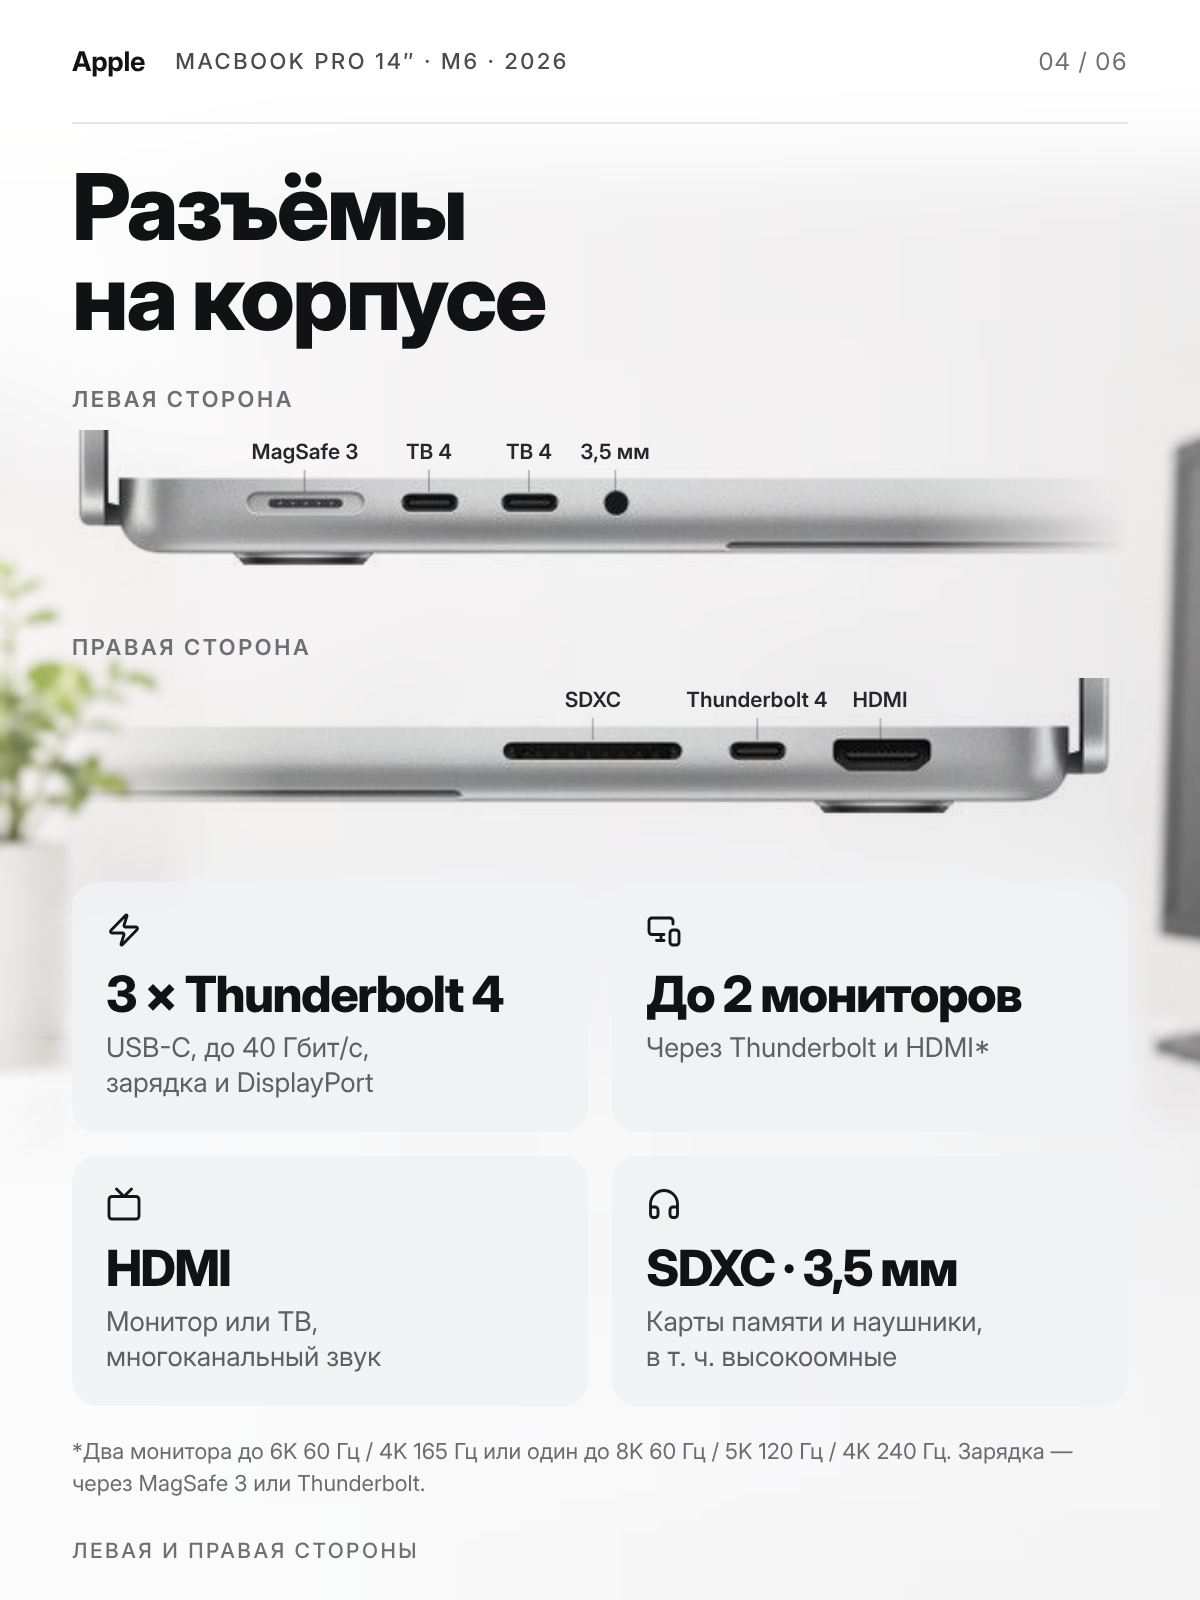 Apple MACBOOK PRO 14″ · M6 · 2026 04 / 06
Разъёмы
на корпусе
ЛЕВАЯ СТОРОНА
MagSafe 3 TB 4 TB 4 3,5 мм
ПРАВАЯ СТОРОНА
SDXC Thunderbolt 4 HDMI
3 × Thunderbolt 4
USB-C, до 40 Гбит/с,
зарядка и DisplayPort
До 2 мониторов
Через Thunderbolt и HDMI*
HDMI
Монитор или ТВ,
многоканальный звук
SDXC · 3,5 мм
Карты памяти и наушники,
в т. ч. высокоомные
*Два монитора до 6K 60 Гц / 4K 165 Гц или один до 8K 60 Гц / 5K 120 Гц / 4K 240 Гц. Зарядка —
через MagSafe 3 или Thunderbolt.
ЛЕВАЯ И ПРАВАЯ СТОРОНЫ